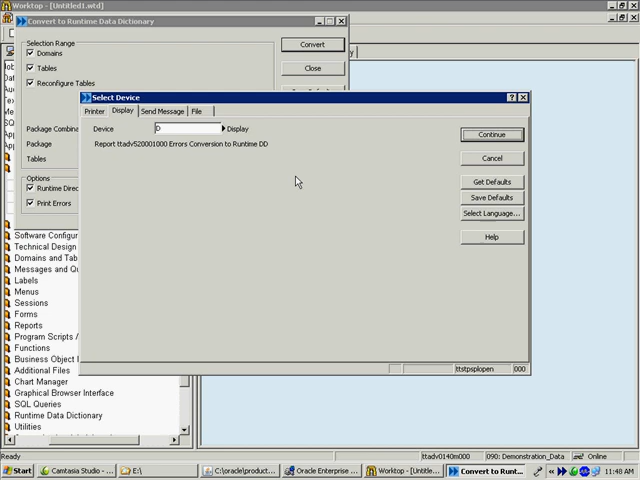 Worktop - [Untitled1.wtd]
Convert to Runtime Data Dictionary
Selection Range
Domains
Tables
Reconfigure Tables
Convert
Close
Select Device
Printer
Display
Send Message
File
Device
D
Display
Report ttadv520001000 Errors Conversion to Runtime DD
Continue
Cancel
Get Defaults
Save Defaults
Select Language...
Help
ttstpsplopen
000
Package Combina
Package
Tables
Options
Runtime Direc
Print Errors
Software Configur
Technical Design
Domains and Tab
Messages and Qu
Labels
Menus
Sessions
Forms
Reports
Program Scripts /
Functions
Business Object
Additional Files
Chart Manager
Graphical Browser Interface
SQL Queries
Runtime Data Dictionary
Utilities
Ready
ttadv0140m000
090: Demonstration_Data
Online
Start
Camtasia Studio - ...
E:\
C:\oracle\product...
Oracle Enterprise ...
Worktop - [Untitle...
Convert to Runt...
11:48 AM